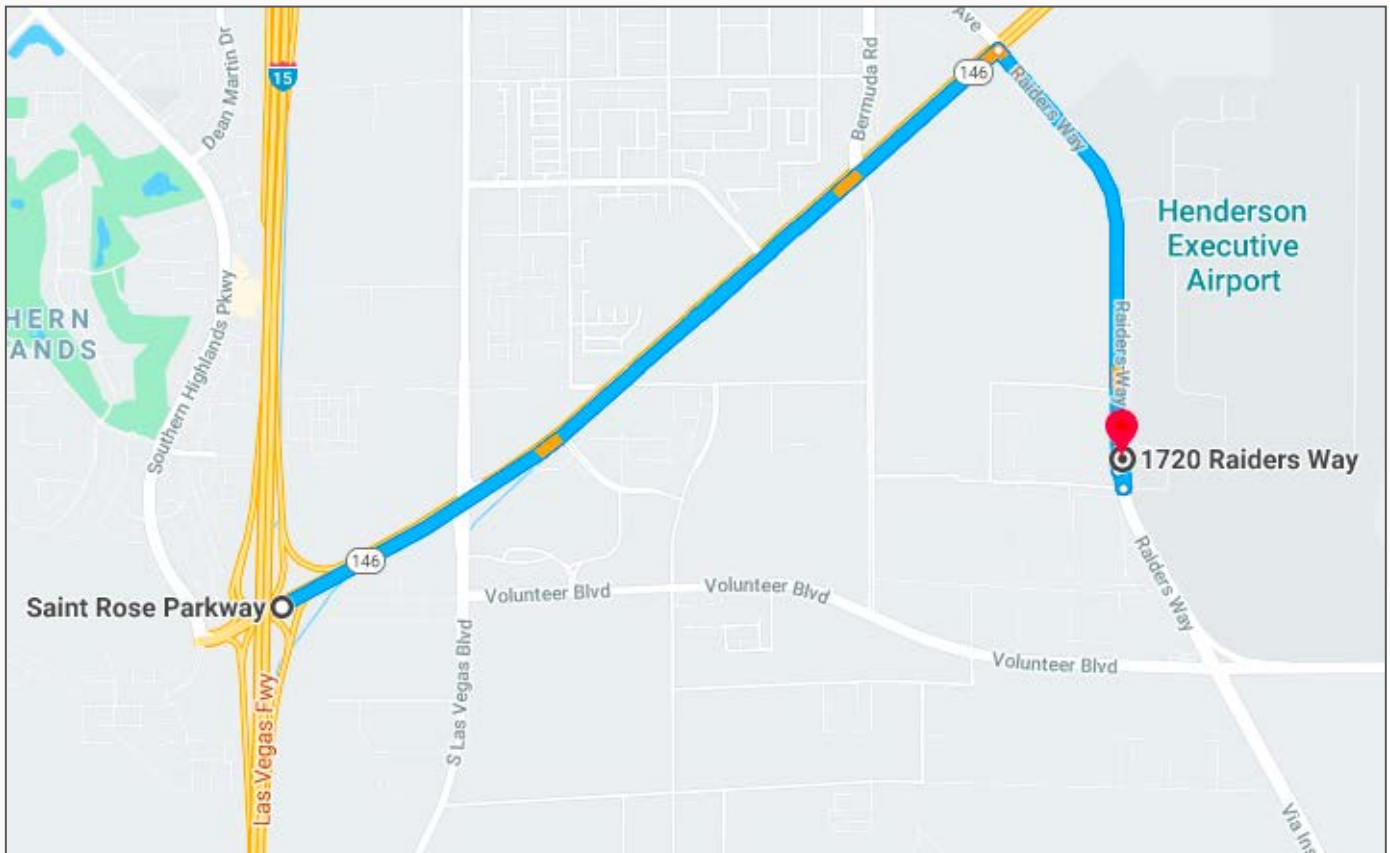 Ave
146
Raiders Way
15
Dean Martin Dr
Bermuda Rd
Henderson
Executive
Airport
HERN
ANDS
Southern Highlands Pkwy
Raiders Way
1720 Raiders Way
146
Raiders Way
Saint Rose Parkway
Volunteer Blvd
Volunteer Blvd
Volunteer Blvd
S Las Vegas Blvd
Las Vegas Fwy
Via Ins